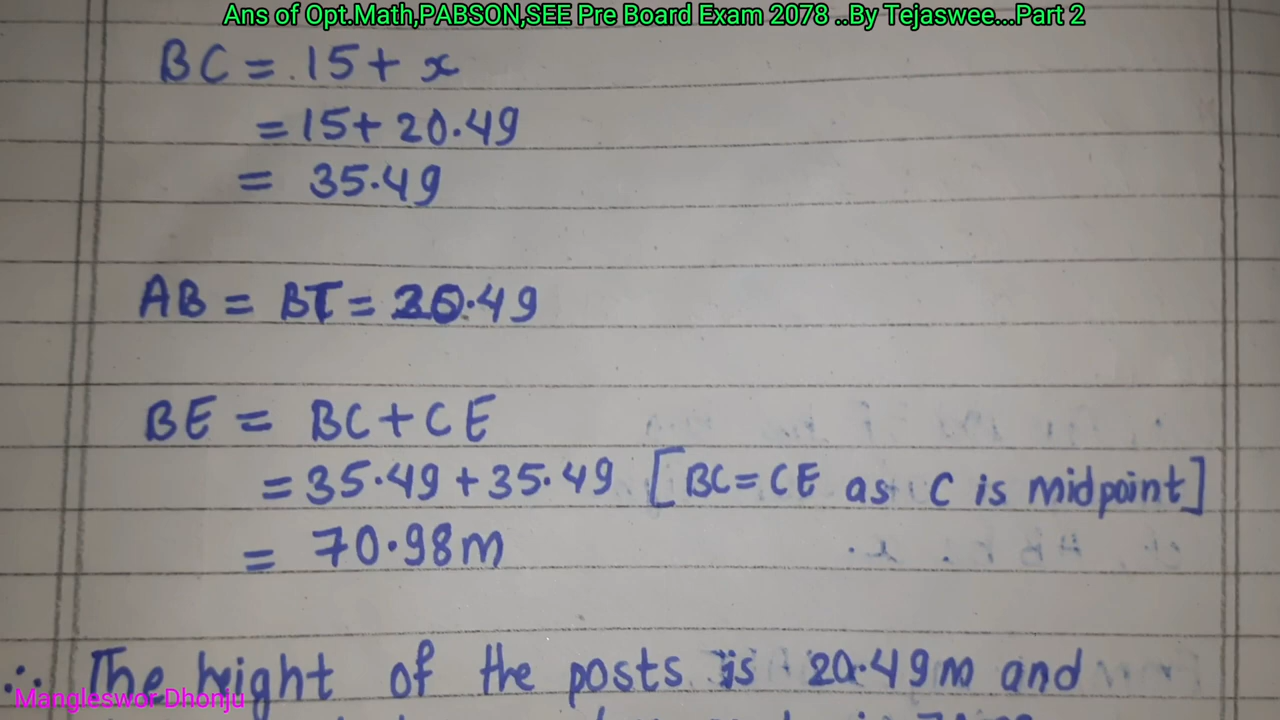 Ans of Opt.Math,PABSON,SEE Pre Board Exam 2078 ..By Tejaswee...Part 2
BC = 15 + x
= 15 + 20.49
= 35.49
AB = BT = 20.49
BE = BC + CE
= 35.49 + 35.49 [BC = CE as C is midpoint]
= 70.98m
∴ The height of the posts is 20.49m and
Mangleswor Dhonju